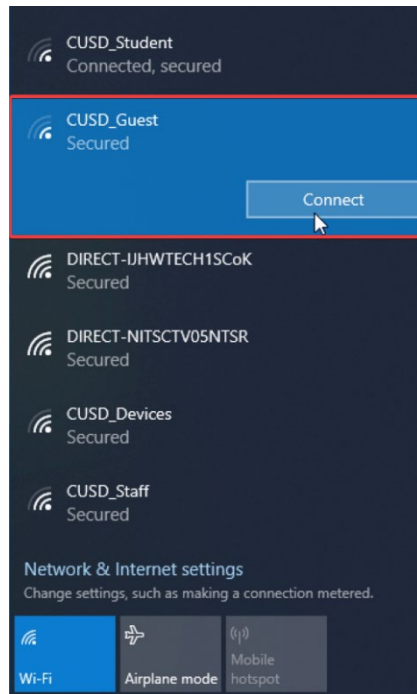 CUSD_Student
Connected, secured
CUSD_Guest
Secured
Connect
DIRECT-IJHWTECH1SCoK
Secured
DIRECT-NITSCTV05NTSR
Secured
CUSD_Devices
Secured
CUSD_Staff
Secured
Network & Internet settings
Change settings, such as making a connection metered.
Wi-Fi
Airplane mode
Mobile
hotspot